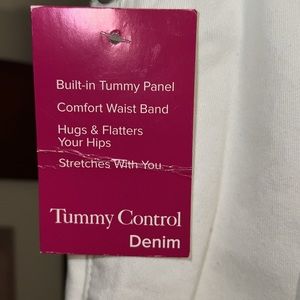 Built-in Tummy Panel
Comfort Waist Band
Hugs & Flatters
Your Hips
Stretches With You
Tummy Control
Denim